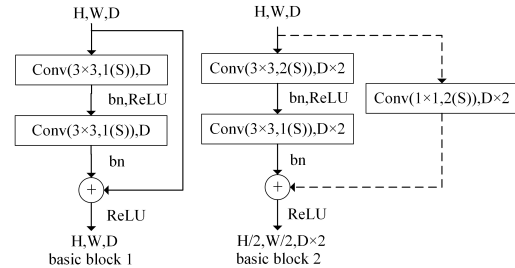 H,W,D
Conv(3×3,1(S)),D
bn,ReLU
Conv(3×3,1(S)),D
bn
+
ReLU
H,W,D
basic block 1
H,W,D
Conv(3×3,2(S)),D×2
bn,ReLU
Conv(1×1,2(S)),D×2
Conv(3×3,1(S)),D×2
bn
+
ReLU
H/2,W/2,D×2
basic block 2